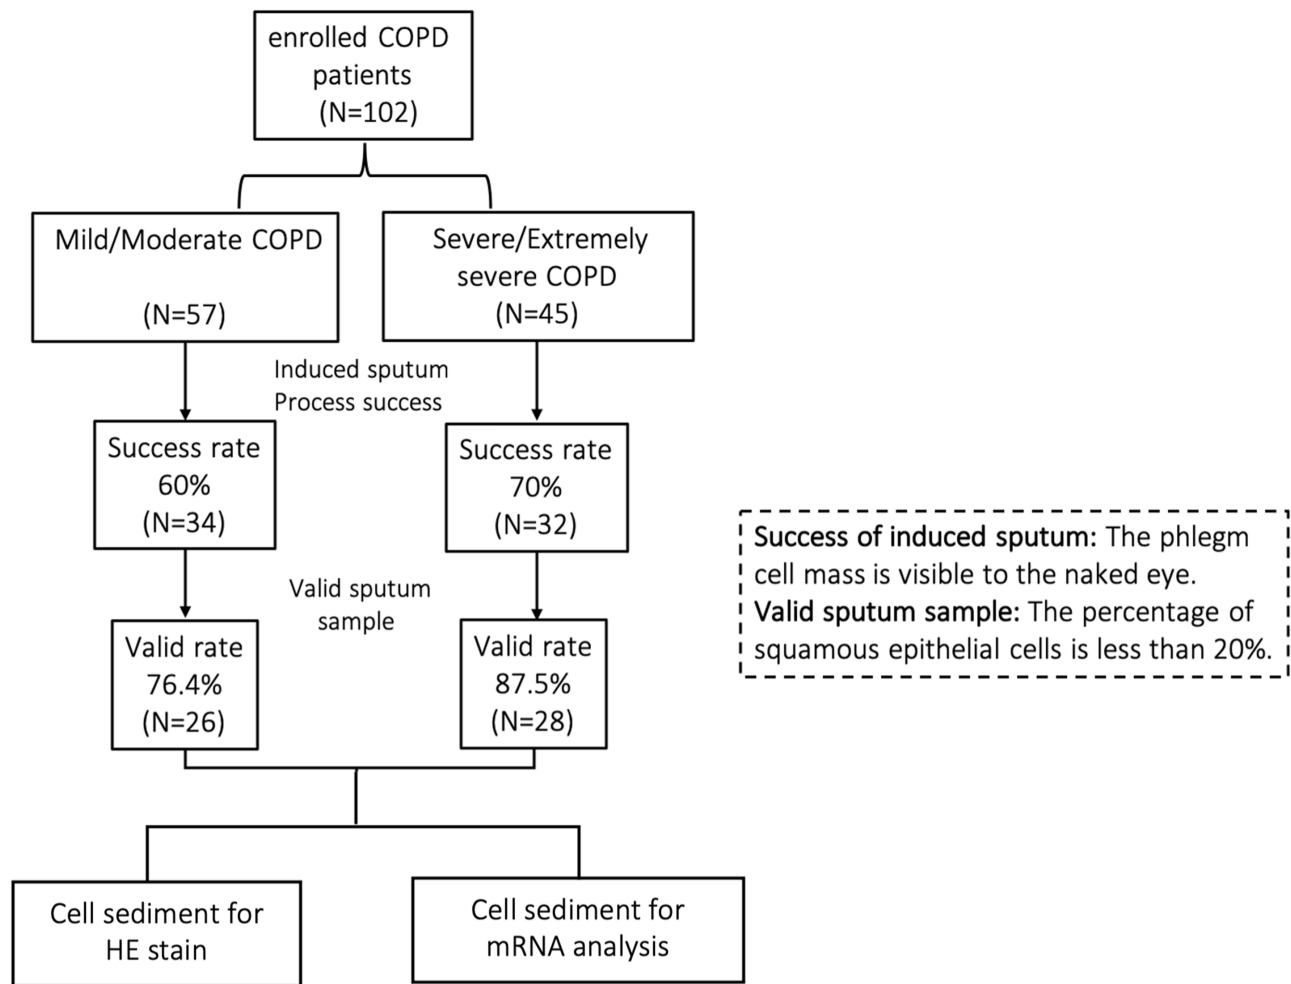 enrolled COPD
patients
(N=102)
Mild/Moderate COPD
(N=57)
Severe/Extremely
severe COPD
(N=45)
Induced sputum
Process success
Success rate
60%
(N=34)
Success rate
70%
(N=32)
Valid sputum
sample
Valid rate
76.4%
(N=26)
Valid rate
87.5%
(N=28)
Success of induced sputum: The phlegm
cell mass is visible to the naked eye.
Valid sputum sample: The percentage of
squamous epithelial cells is less than 20%.
Cell sediment for
HE stain
Cell sediment for
mRNA analysis